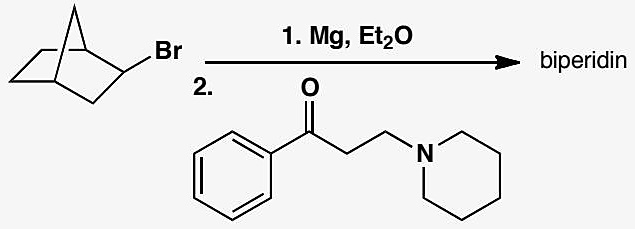 Br
1. Mg, Et₂O
biperidin
2.
O
N